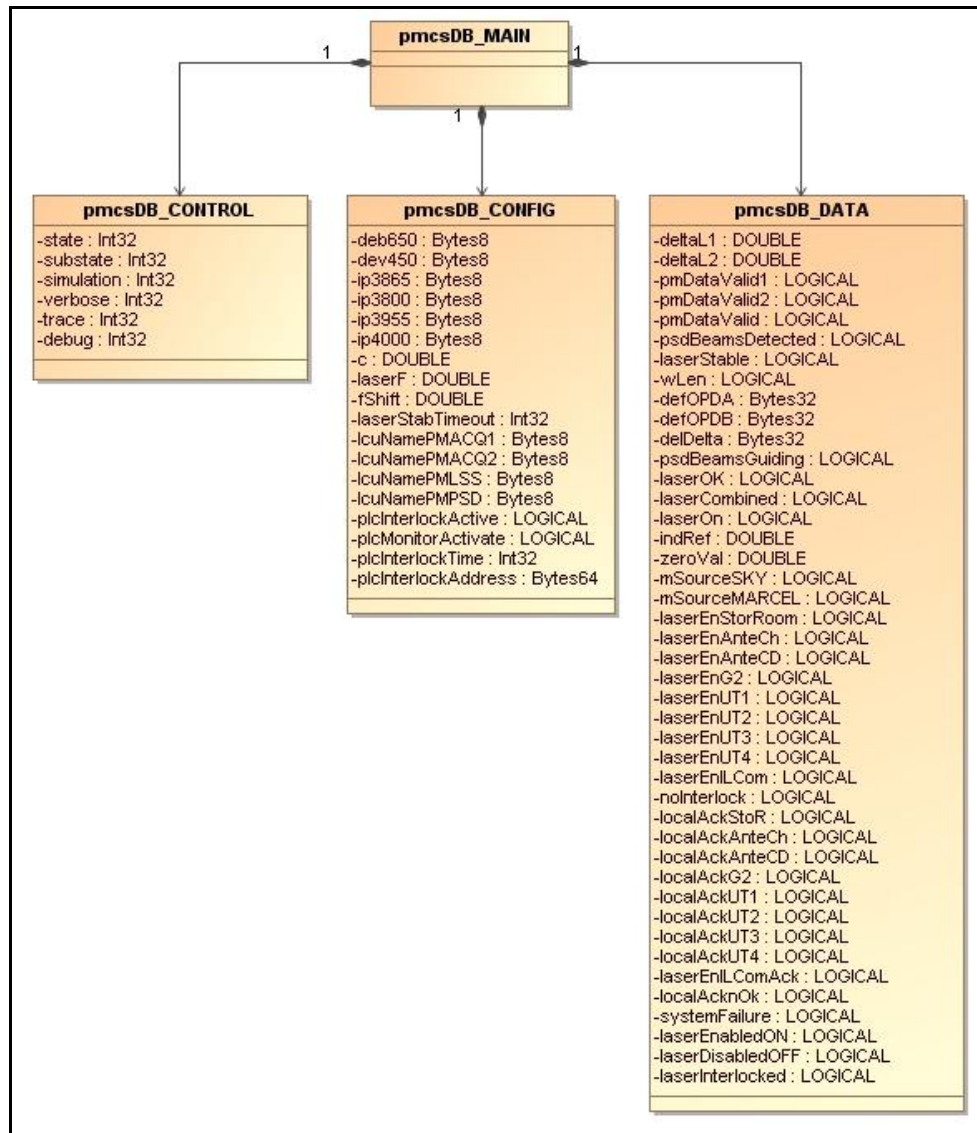 pmcsDB_MAIN
1
1
1
pmcsDB_CONTROL
-state : Int32
-substate : Int32
-simulation : Int32
-verbose : Int32
-trace : Int32
-debug : Int32
pmcsDB_CONFIG
-deb650 : Bytes8
-dev450 : Bytes8
-ip3865 : Bytes8
-ip3800 : Bytes8
-ip3955 : Bytes8
-ip4000 : Bytes8
-c : DOUBLE
-laserF : DOUBLE
-fShift : DOUBLE
-laserStabTimeout : Int32
-lcuNamePMACQ1 : Bytes8
-lcuNamePMACQ2 : Bytes8
-lcuNamePMLSS : Bytes8
-lcuNamePMPSD : Bytes8
-plcInterlockActive : LOGICAL
-plcMonitorActivate : LOGICAL
-plcInterlockTime : Int32
-plcInterlockAddress : Bytes64
pmcsDB_DATA
-deltaL1 : DOUBLE
-deltaL2 : DOUBLE
-pmDataValid1 : LOGICAL
-pmDataValid2 : LOGICAL
-pmDataValid : LOGICAL
-psdBeamsDetected : LOGICAL
-laserStable : LOGICAL
-wLen : LOGICAL
-defOPDA : Bytes32
-defOPDB : Bytes32
-delDelta : Bytes32
-psdBeamsGuiding : LOGICAL
-laserOK : LOGICAL
-laserCombined : LOGICAL
-laserOn : LOGICAL
-indRef : DOUBLE
-zeroVal : DOUBLE
-mSourceSKY : LOGICAL
-mSourceMARCEL : LOGICAL
-laserEnStorRoom : LOGICAL
-laserEnAnteCh : LOGICAL
-laserEnAnteCD : LOGICAL
-laserEnG2 : LOGICAL
-laserEnUT1 : LOGICAL
-laserEnUT2 : LOGICAL
-laserEnUT3 : LOGICAL
-laserEnUT4 : LOGICAL
-laserEnILCom : LOGICAL
-noInterlock : LOGICAL
-localAckStoR : LOGICAL
-localAckAnteCh : LOGICAL
-localAckAnteCD : LOGICAL
-localAckG2 : LOGICAL
-localAckUT1 : LOGICAL
-localAckUT2 : LOGICAL
-localAckUT3 : LOGICAL
-localAckUT4 : LOGICAL
-laserEnILComAck : LOGICAL
-localAcknOk : LOGICAL
-systemFailure : LOGICAL
-laserEnabledON : LOGICAL
-laserDisabledOFF : LOGICAL
-laserInterlocked : LOGICAL